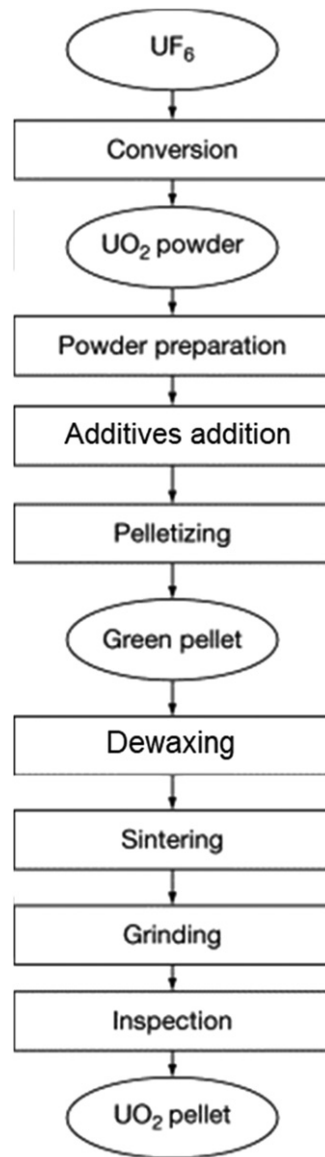 UF6
Conversion
UO2 powder
Powder preparation
Additives addition
Pelletizing
Green pellet
Dewaxing
Sintering
Grinding
Inspection
UO2 pellet